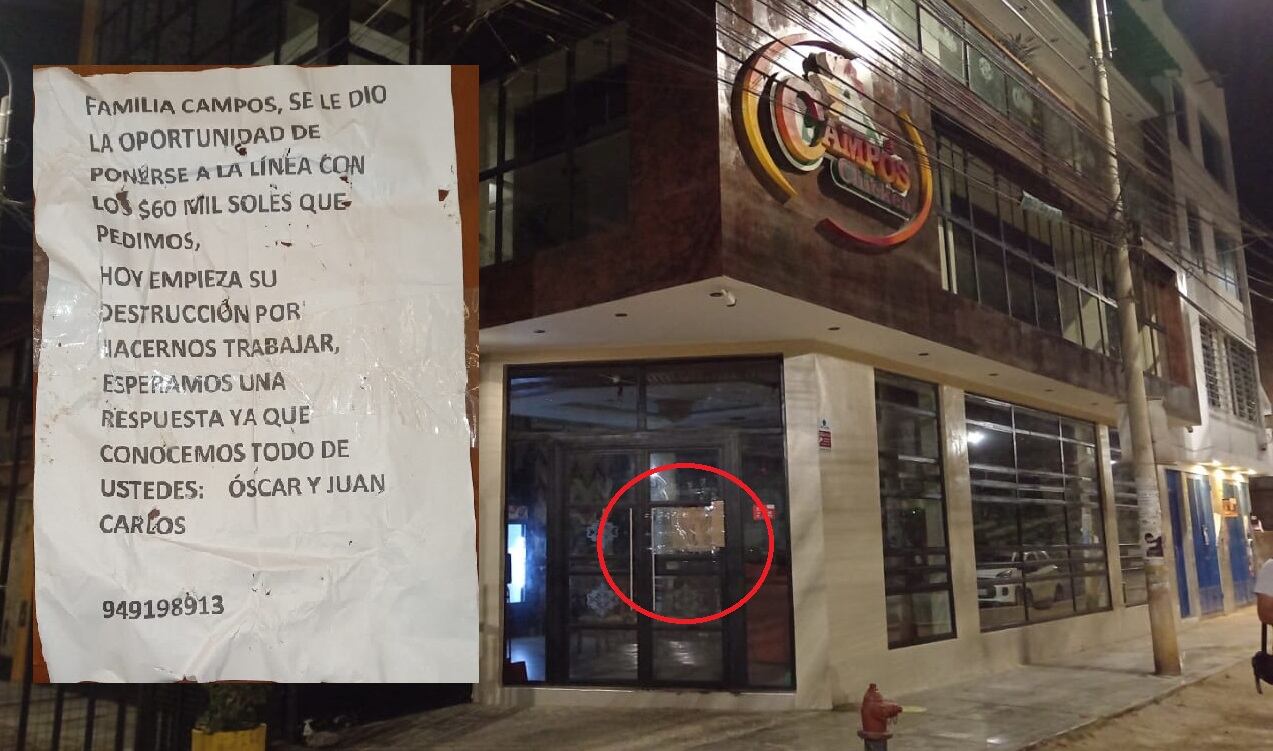 FAMILIA CAMPOS, SE LE DIO
LA OPORTUNIDAD DE
PONERSE A LA LÍNEA CON
LOS $60 MIL SOLES QUE
PEDIMOS,
HOY EMPIEZA SU
DESTRUCCIÓN POR
HACERNOS TRABAJAR,
ESPERAMOS UNA
RESPUESTA YA QUE
CONOCEMOS TODO DE
USTEDES: ÓSCAR Y JUAN
CARLOS
949198913
CAMPOS
Chicken